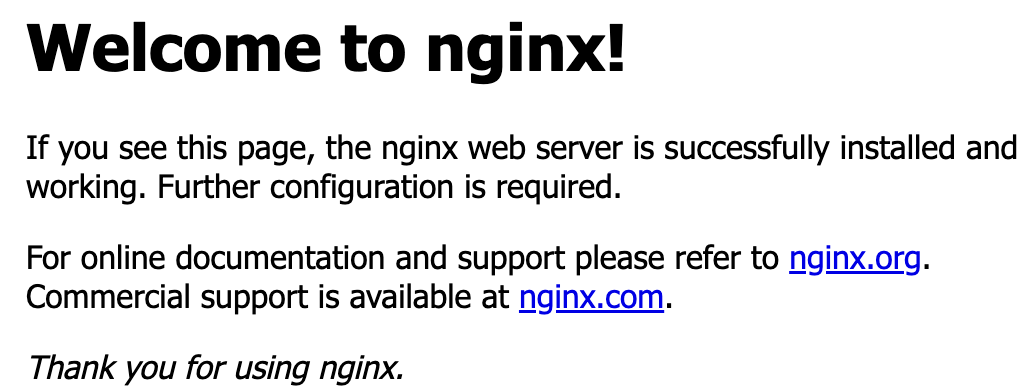 Welcome to nginx!
If you see this page, the nginx web server is successfully installed and
working. Further configuration is required.
For online documentation and support please refer to nginx.org.
Commercial support is available at nginx.com.
Thank you for using nginx.